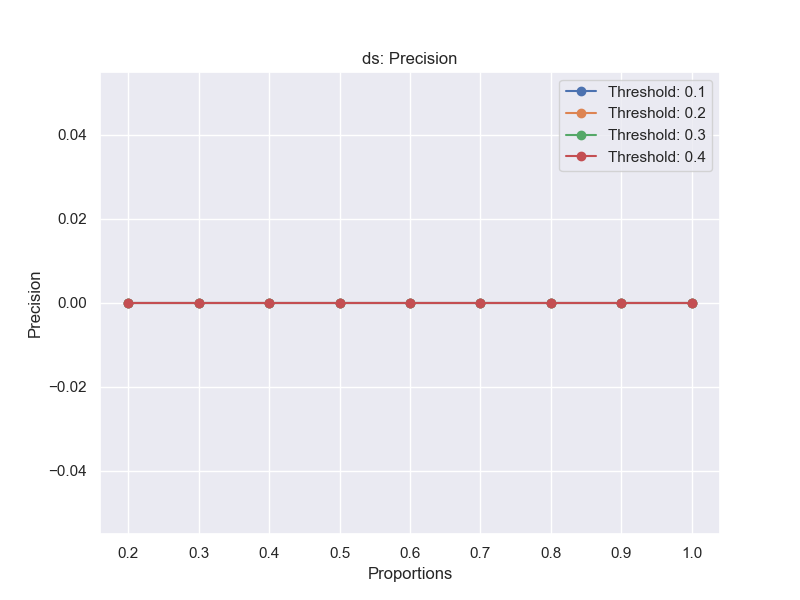 ds: Precision
Threshold: 0.1
Threshold: 0.2
Threshold: 0.3
Threshold: 0.4
Precision
0.04
0.02
0.00
−0.02
−0.04
0.2 0.3 0.4 0.5 0.6 0.7 0.8 0.9 1.0
Proportions